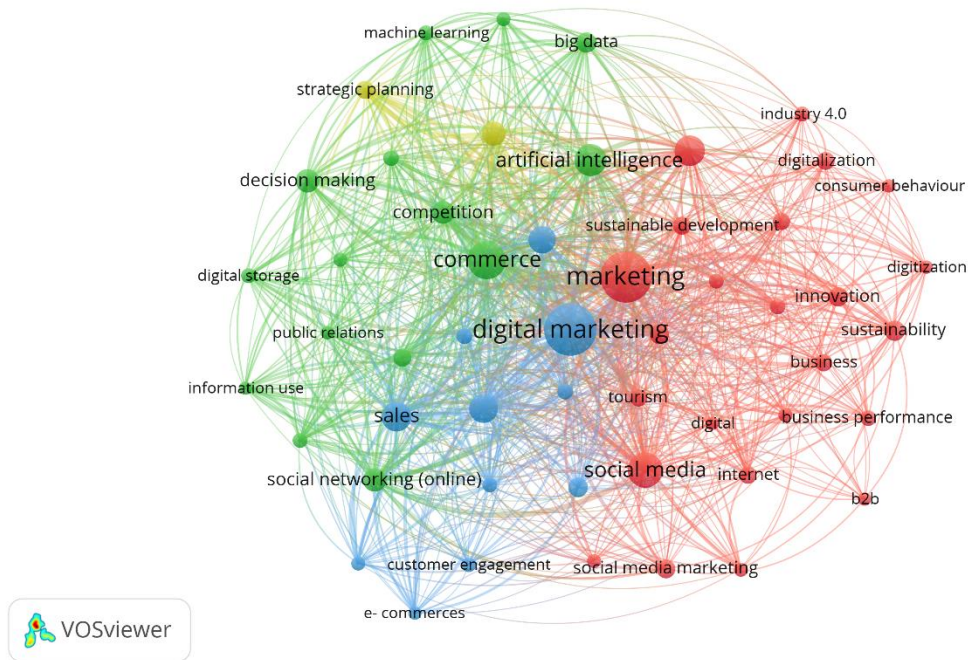 machine learning
big data
strategic planning
industry 4.0
artificial intelligence
digitalization
decision making
consumer behaviour
competition
sustainable development
commerce
digitization
digital storage
marketing
innovation
public relations
digital marketing
sustainability
business
information use
tourism
sales
digital
business performance
social networking (online)
social media
internet
b2b
customer engagement
social media marketing
e- commerces
VOSviewer